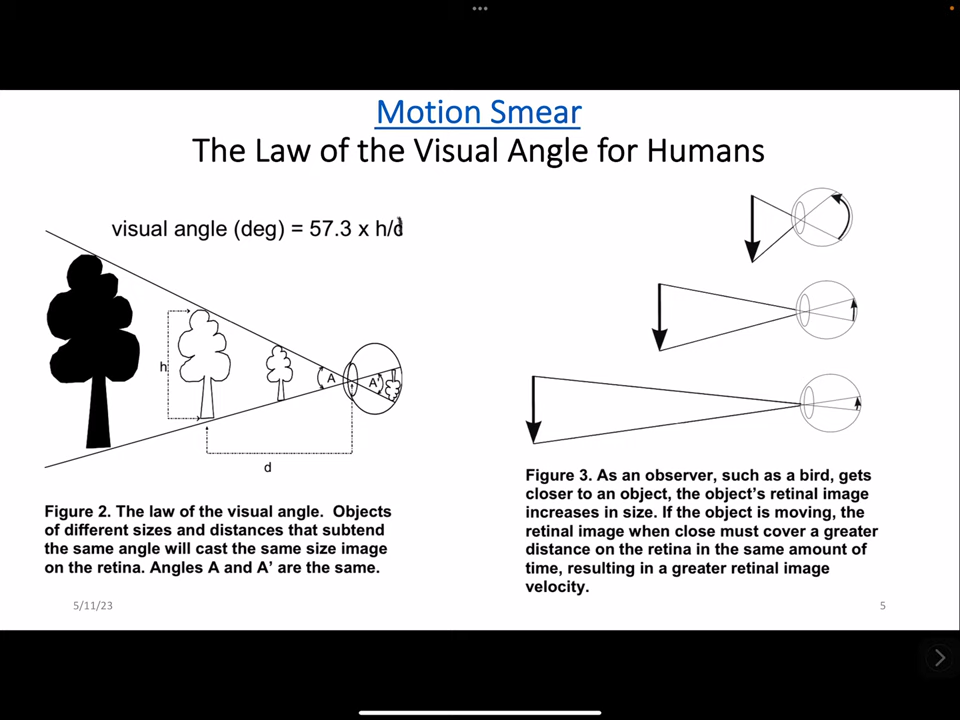 Motion Smear
The Law of the Visual Angle for Humans
visual angle (deg) = 57.3 x h/d
h
A
A'
d
Figure 2. The law of the visual angle. Objects
of different sizes and distances that subtend
the same angle will cast the same size image
on the retina. Angles A and A' are the same.
Figure 3. As an observer, such as a bird, gets
closer to an object, the object's retinal image
increases in size. If the object is moving, the
retinal image when close must cover a greater
distance on the retina in the same amount of
time, resulting in a greater retinal image
velocity.
5/11/23
5